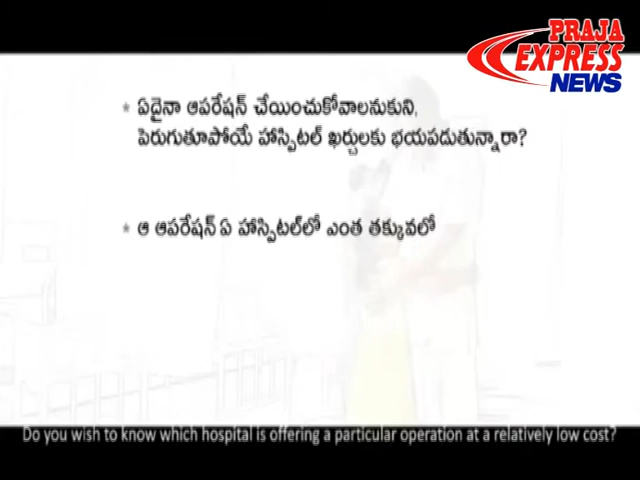 PRAJA
EXPRESS
NEWS
* ఏదైనా ఆపరేషన్ చేయించుకోవాలనుకుని,
పెరుగుతూపోయే హాస్పిటల్ ఖర్చులకు భయపడుతున్నారా?
* ఆ ఆపరేషన్ ఏ హాస్పిటల్‌లో ఎంత తక్కువలో
Do you wish to know which hospital is offering a particular operation at a relatively low cost?